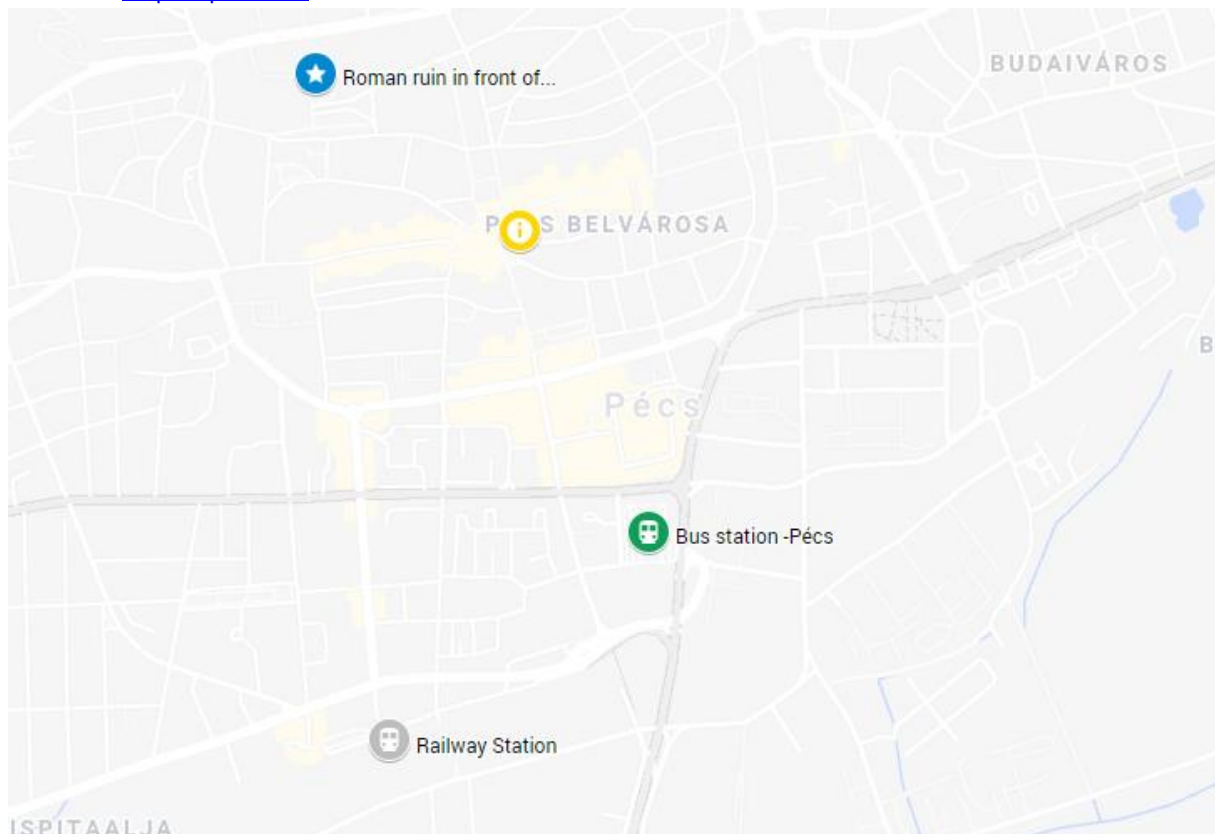 BUDAIVÁROS
Roman ruin in front of...
P S BELVÁROSA
B
Pécs
Bus station -Pécs
Railway Station
ISPITAALJA